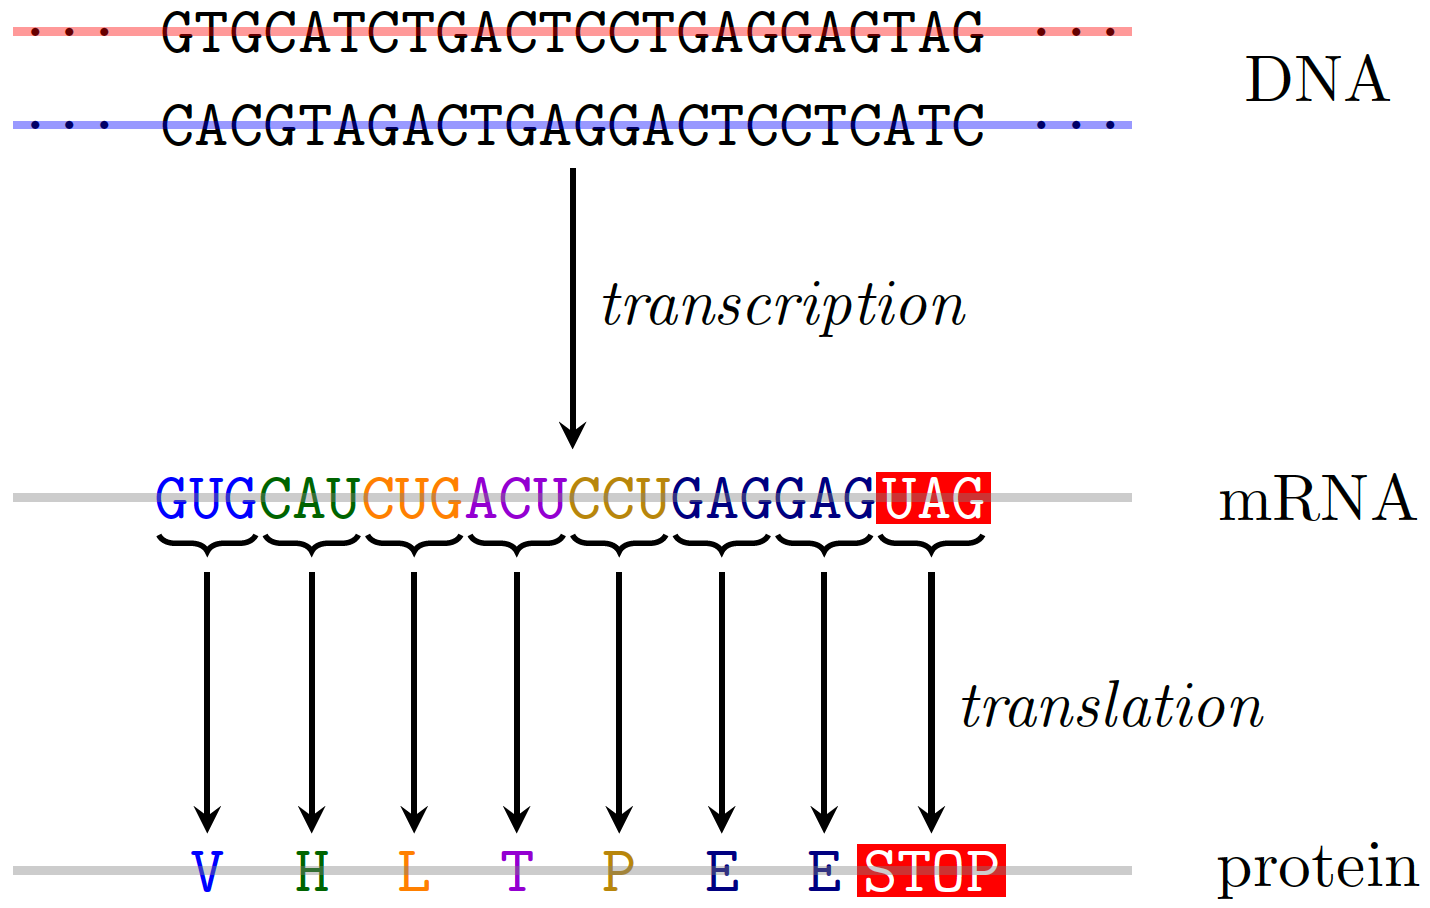 ··· GTGCATCTGACTCCTGAGGAGTAG ···
DNA
··· CACGTAGACTGAGGACTCCTCATC ···
transcription
GUGCAUCUGACUCCUGAGGAGUAG
mRNA
translation
V H L T P E E STOP
protein